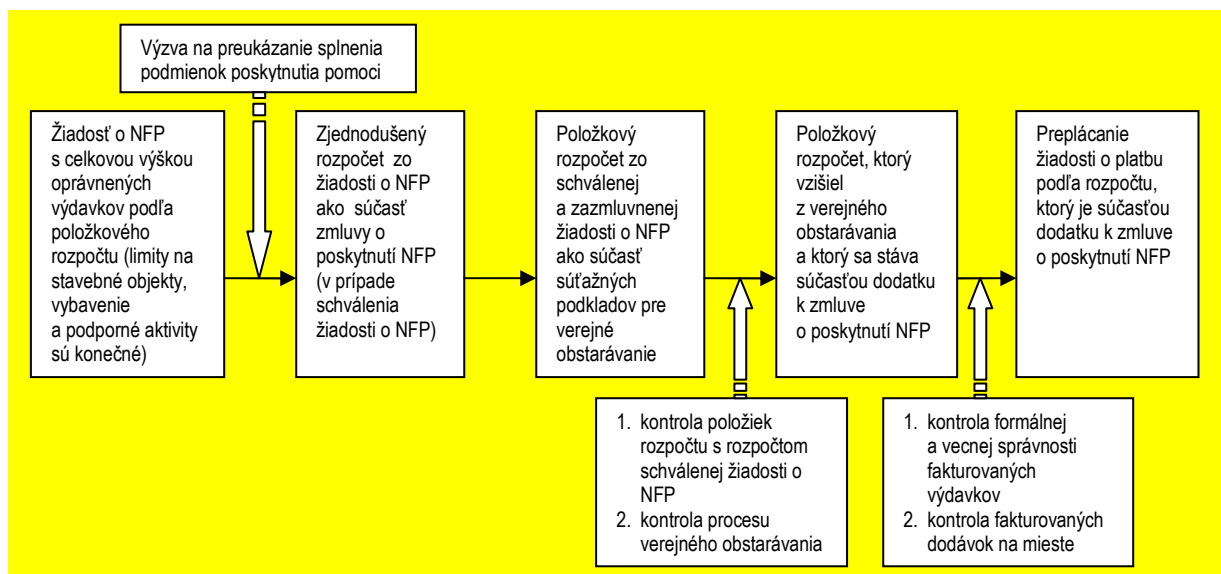 Výzva na preukázanie splnenia
podmienok poskytnutia pomoci
Žiadosť o NFP
s celkovou výškou
oprávnených
výdavkov podľa
položkového
rozpočtu (limity na
stavebné objekty,
vybavenie
a podporné aktivity
sú konečné)
Zjednodušený
rozpočet zo
žiadosti o NFP
ako súčasť
zmluvy o
poskytnutí NFP
(v prípade
schválenia
žiadosti o NFP)
Položkový
rozpočet zo
schválenej
a zazmluvnenej
žiadosti o NFP
ako súčasť
súťažných
podkladov pre
verejné
obstarávanie
Položkový
rozpočet, ktorý
vzišiel
z verejného
obstarávania
a ktorý sa stáva
súčasťou dodatku
k zmluve
o poskytnutí NFP
Preplácanie
žiadosti o platbu
podľa rozpočtu,
ktorý je súčasťou
dodatku k zmluve
o poskytnutí NFP
1. kontrola položiek
rozpočtu s rozpočtom
schválenej žiadosti o
NFP
2. kontrola procesu
verejného obstarávania
1. kontrola formálnej
a vecnej správnosti
fakturovaných
výdavkov
2. kontrola fakturovaných
dodávok na mieste